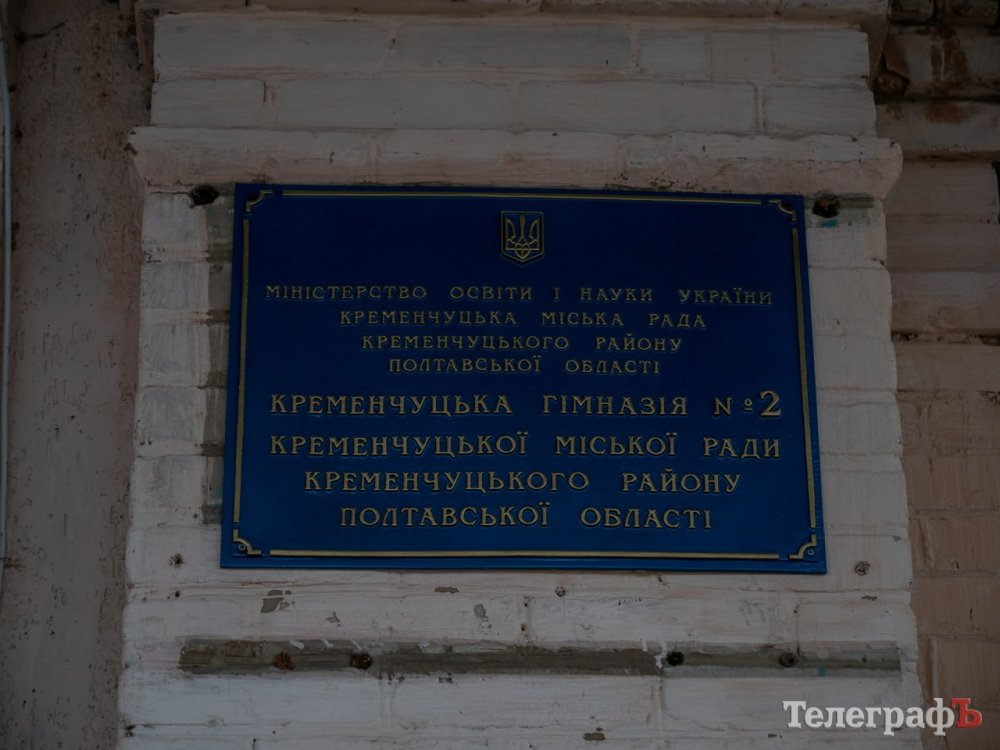 МІНІСТЕРСТВО ОСВІТИ І НАУКИ УКРАЇНИ
КРЕМЕНЧУЦЬКА МІСЬКА РАДА
КРЕМЕНЧУЦЬКОГО РАЙОНУ
ПОЛТАВСЬКОЇ ОБЛАСТІ
КРЕМЕНЧУЦЬКА ГІМНАЗІЯ №2
КРЕМЕНЧУЦЬКОЇ МІСЬКОЇ РАДИ
КРЕМЕНЧУЦЬКОГО РАЙОНУ
ПОЛТАВСЬКОЇ ОБЛАСТІ
ТелеграфЪ